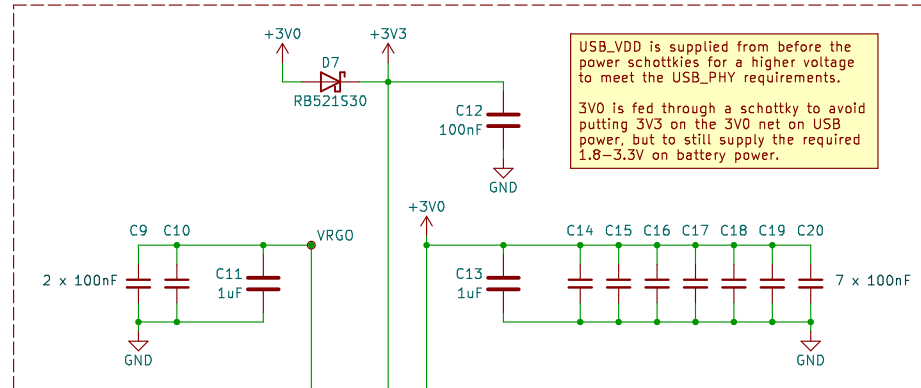 +3V0
+3V3
D7
RB521S30
C12
100nF
GND
USB_VDD is supplied from before the
power schottkies for a higher voltage
to meet the USB_PHY requirements.
3V0 is fed through a schottky to avoid
putting 3V3 on the 3V0 net on USB
power, but to still supply the required
1.8-3.3V on battery power.
C9
C10
VRGO
2 x 100nF
C11
1uF
GND
+3V0
C13
1uF
C14
C15
C16
C17
C18
C19
C20
7 x 100nF
GND